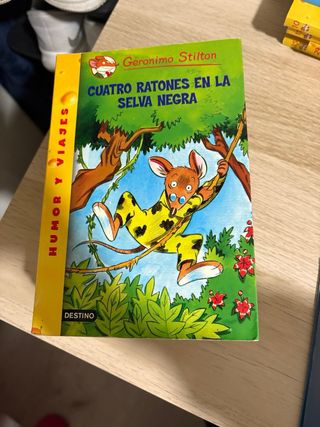 Geronimo Stilton
CUATRO RATONES EN LA
SELVA NEGRA
HUMOR Y VIAJES
DESTINO